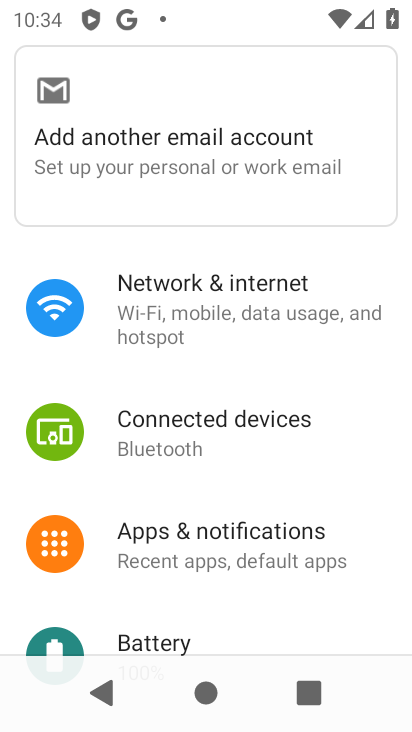 10:34
Add another email account
Set up your personal or work email
Network & internet
Wi-Fi, mobile, data usage, and
hotspot
Connected devices
Bluetooth
Apps & notifications
Recent apps, default apps
Battery
100%